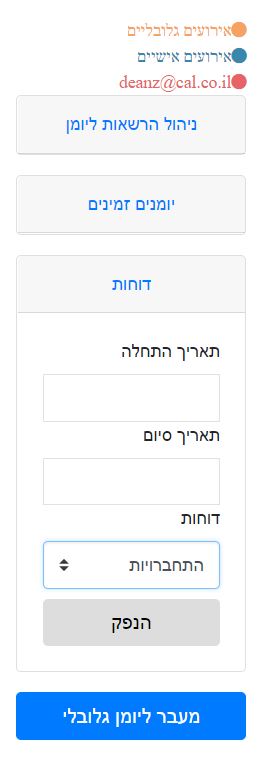 אירועים גלובליים
אירועים אישיים
deanz@cal.co.il
ניהול הרשאות ליומן
יומנים זמינים
דוחות
תאריך התחלה
תאריך סיום
דוחות
התחברויות
הנפק
מעבר ליומן גלובלי